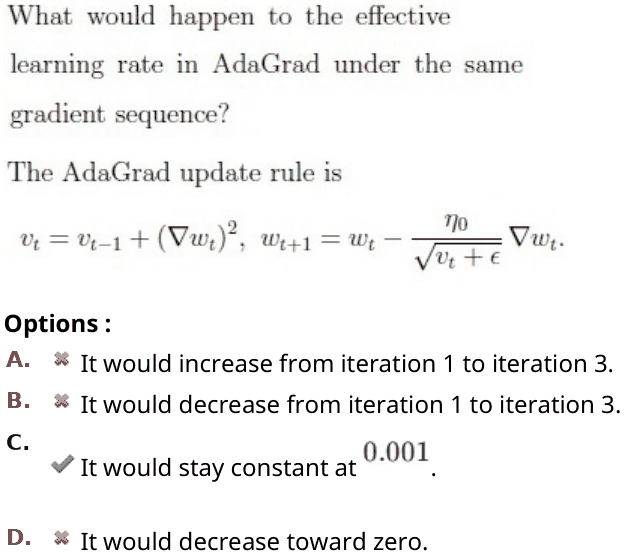 What would happen to the effective
learning rate in AdaGrad under the same
gradient sequence?
The AdaGrad update rule is
v_t = v_{t−1} + (∇w_t)², w_{t+1} = w_t − η₀/√(v_t + ϵ) ∇w_t.
Options :
A. ✖ It would increase from iteration 1 to iteration 3.
B. ✖ It would decrease from iteration 1 to iteration 3.
C. ✔ It would stay constant at 0.001.
D. ✖ It would decrease toward zero.